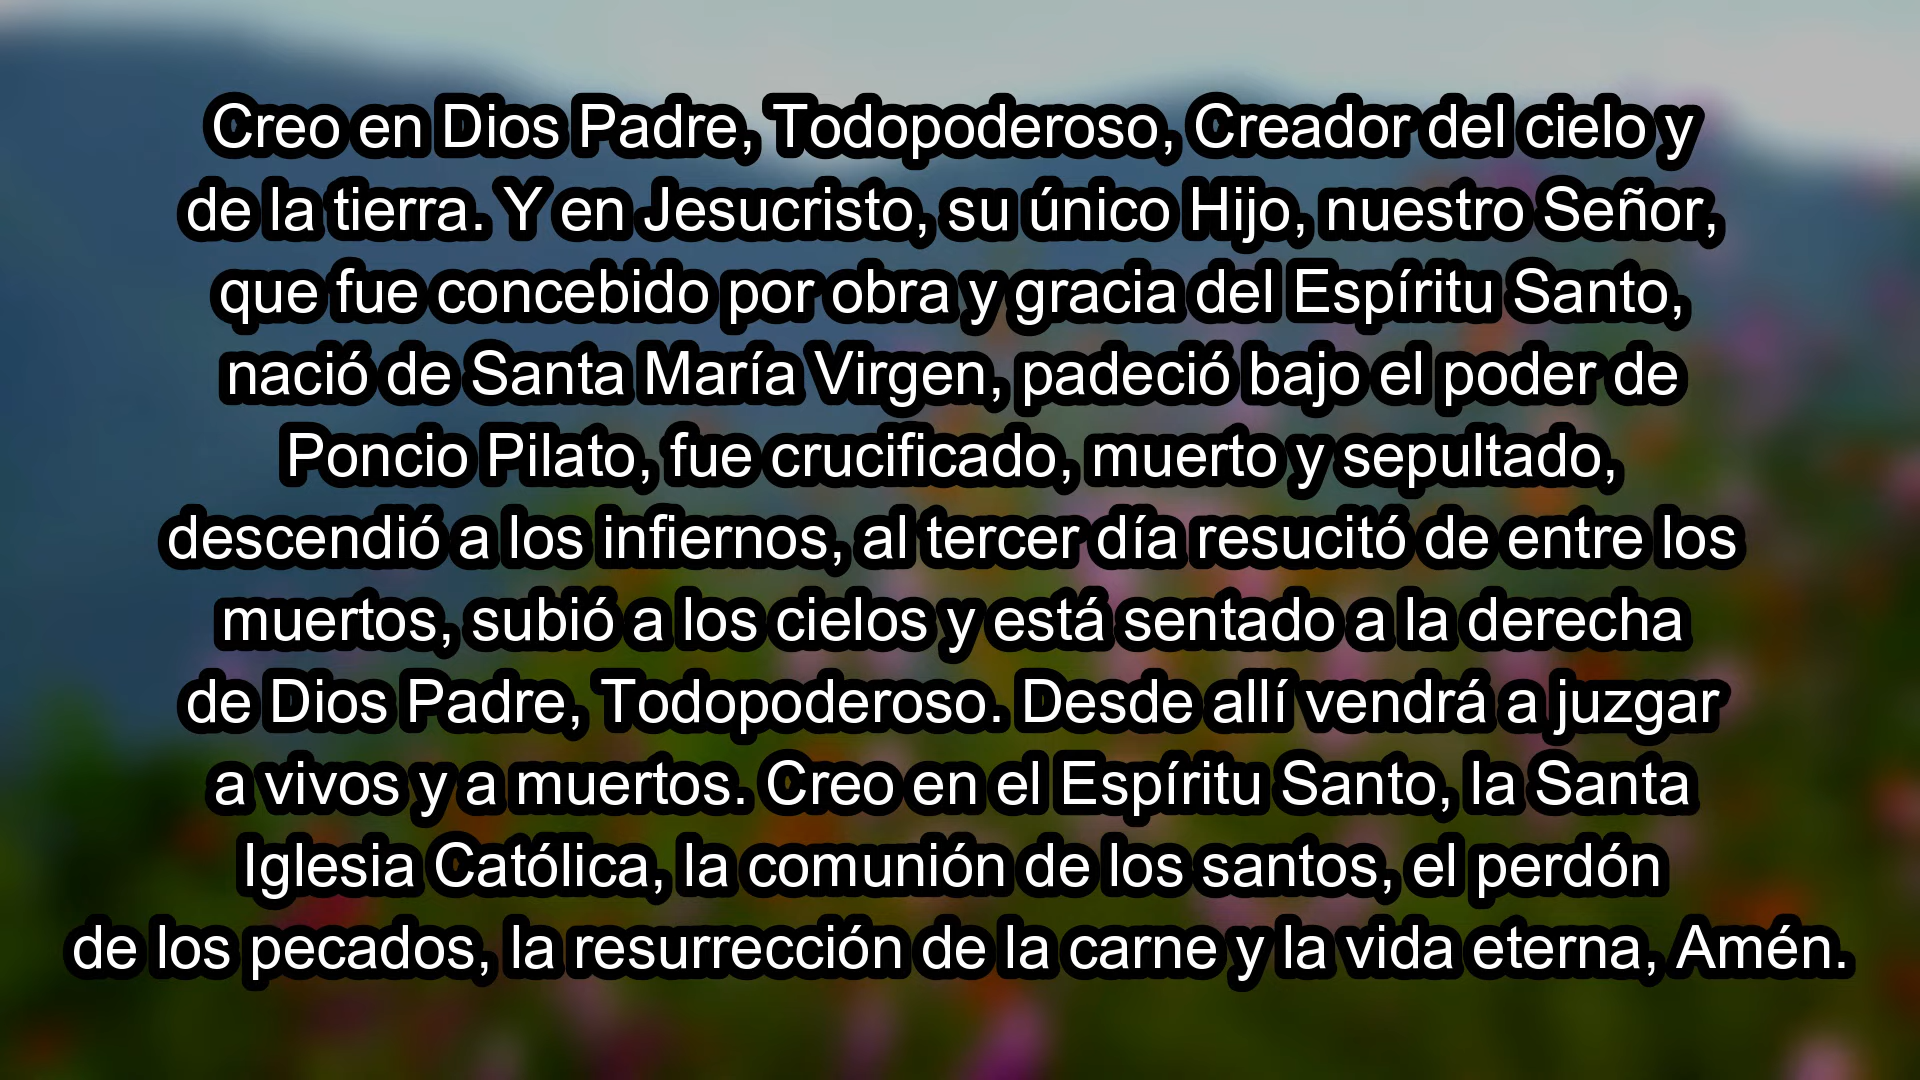 Creo en Dios Padre, Todopoderoso, Creador del cielo y
de la tierra. Y en Jesucristo, su único Hijo, nuestro Señor,
que fue concebido por obra y gracia del Espíritu Santo,
nació de Santa María Virgen, padeció bajo el poder de
Poncio Pilato, fue crucificado, muerto y sepultado,
descendió a los infiernos, al tercer día resucitó de entre los
muertos, subió a los cielos y está sentado a la derecha
de Dios Padre, Todopoderoso. Desde allí vendrá a juzgar
a vivos y a muertos. Creo en el Espíritu Santo, la Santa
Iglesia Católica, la comunión de los santos, el perdón
de los pecados, la resurrección de la carne y la vida eterna, Amén.